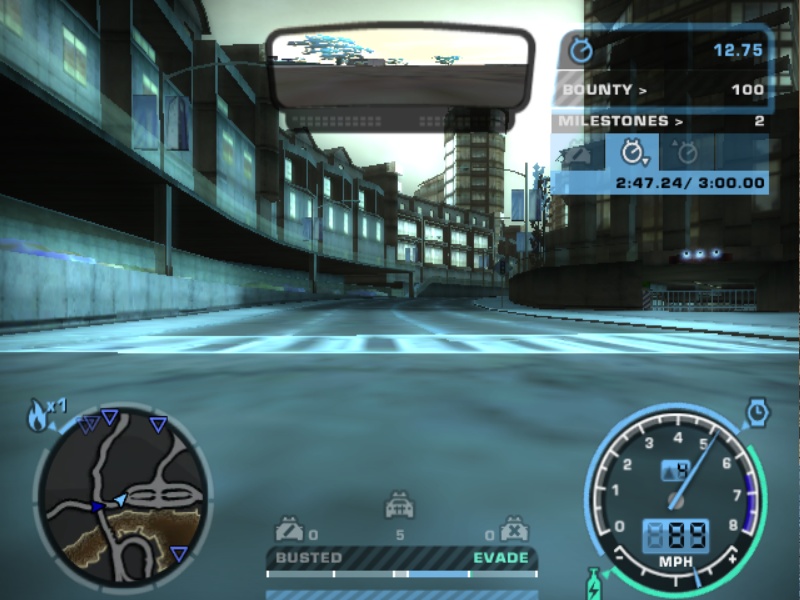 12.75
BOUNTY > 100
MILESTONES > 2
2:47.24/ 3:00.00
x1
0 1 2 3 4 5 6 7 8
4
89
MPH
0 5 0
BUSTED EVADE